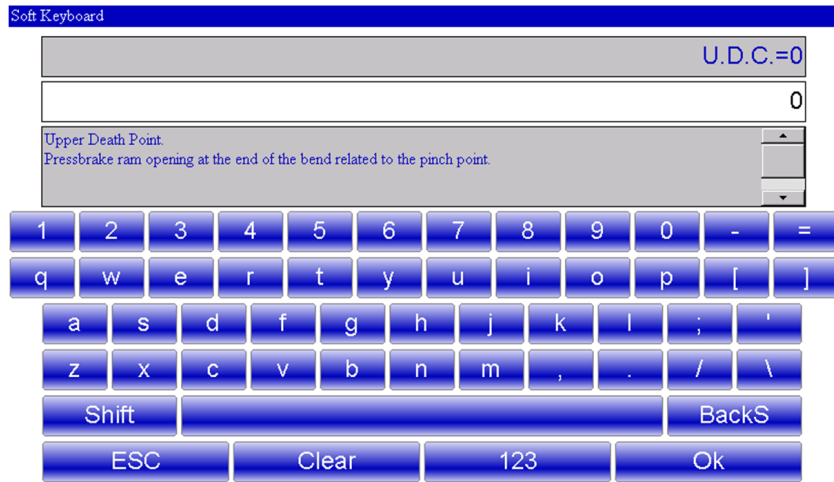 Soft Keyboard
U.D.C.=0
0
Upper Death Point.
Pressbrake ram opening at the end of the bend related to the pinch point.
1 2 3 4 5 6 7 8 9 0 - =
q w e r t y u i o p [ ]
a s d f g h j k l ; '
z x c v b n m , . / \
Shift BackS
ESC Clear 123 Ok